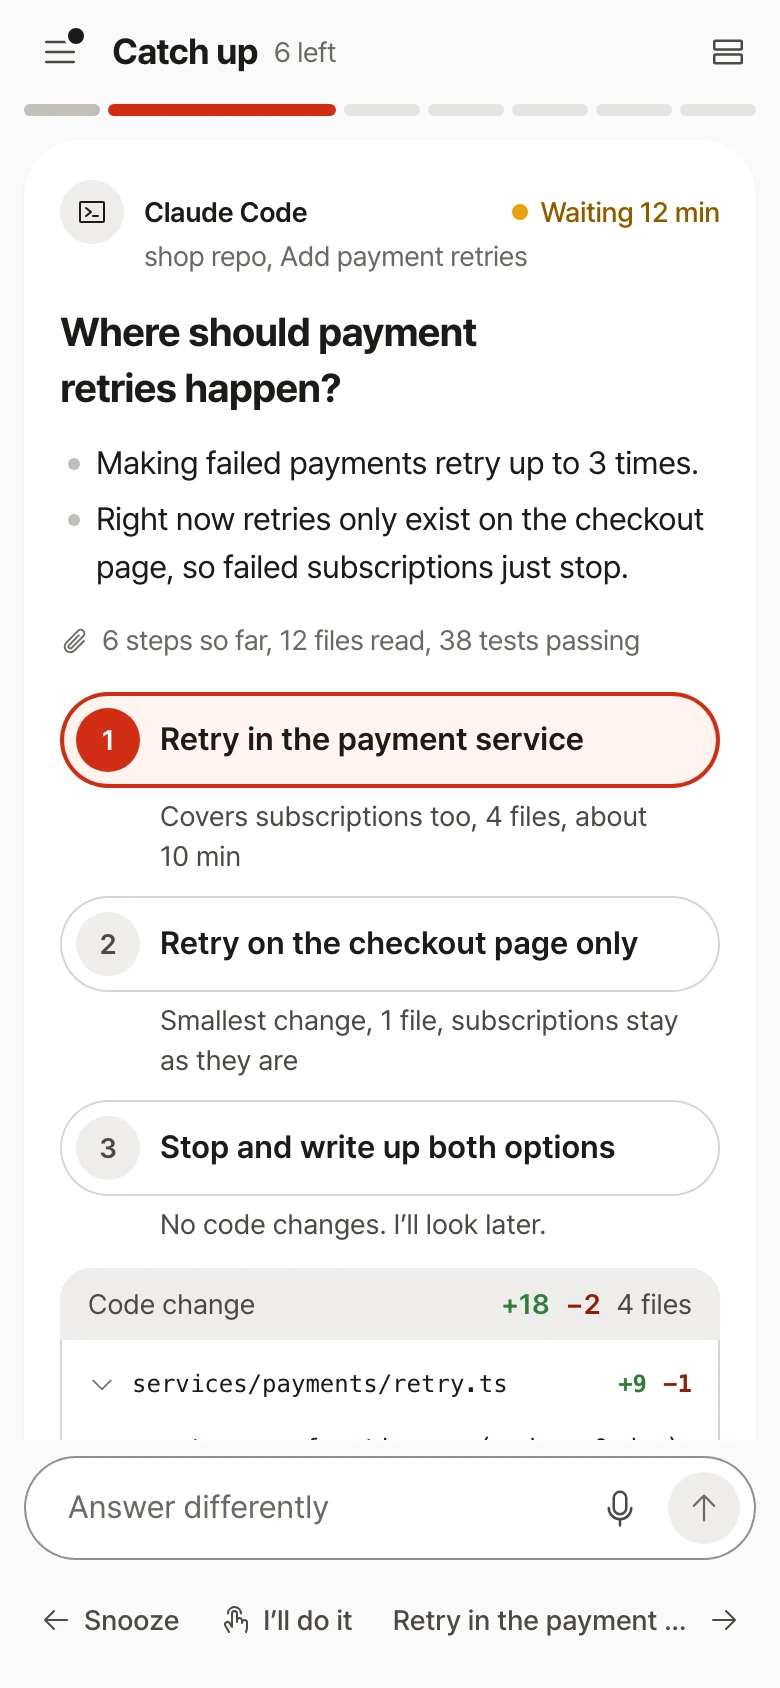 Catch up 6 left
Claude Code
Waiting 12 min
shop repo, Add payment retries
Where should payment
retries happen?
Making failed payments retry up to 3 times.
Right now retries only exist on the checkout
page, so failed subscriptions just stop.
6 steps so far, 12 files read, 38 tests passing
1 Retry in the payment service
Covers subscriptions too, 4 files, about
10 min
2 Retry on the checkout page only
Smallest change, 1 file, subscriptions stay
as they are
3 Stop and write up both options
No code changes. I’ll look later.
Code change +18 −2 4 files
services/payments/retry.ts +9 −1
Answer differently
Snooze I’ll do it Retry in the payment ...